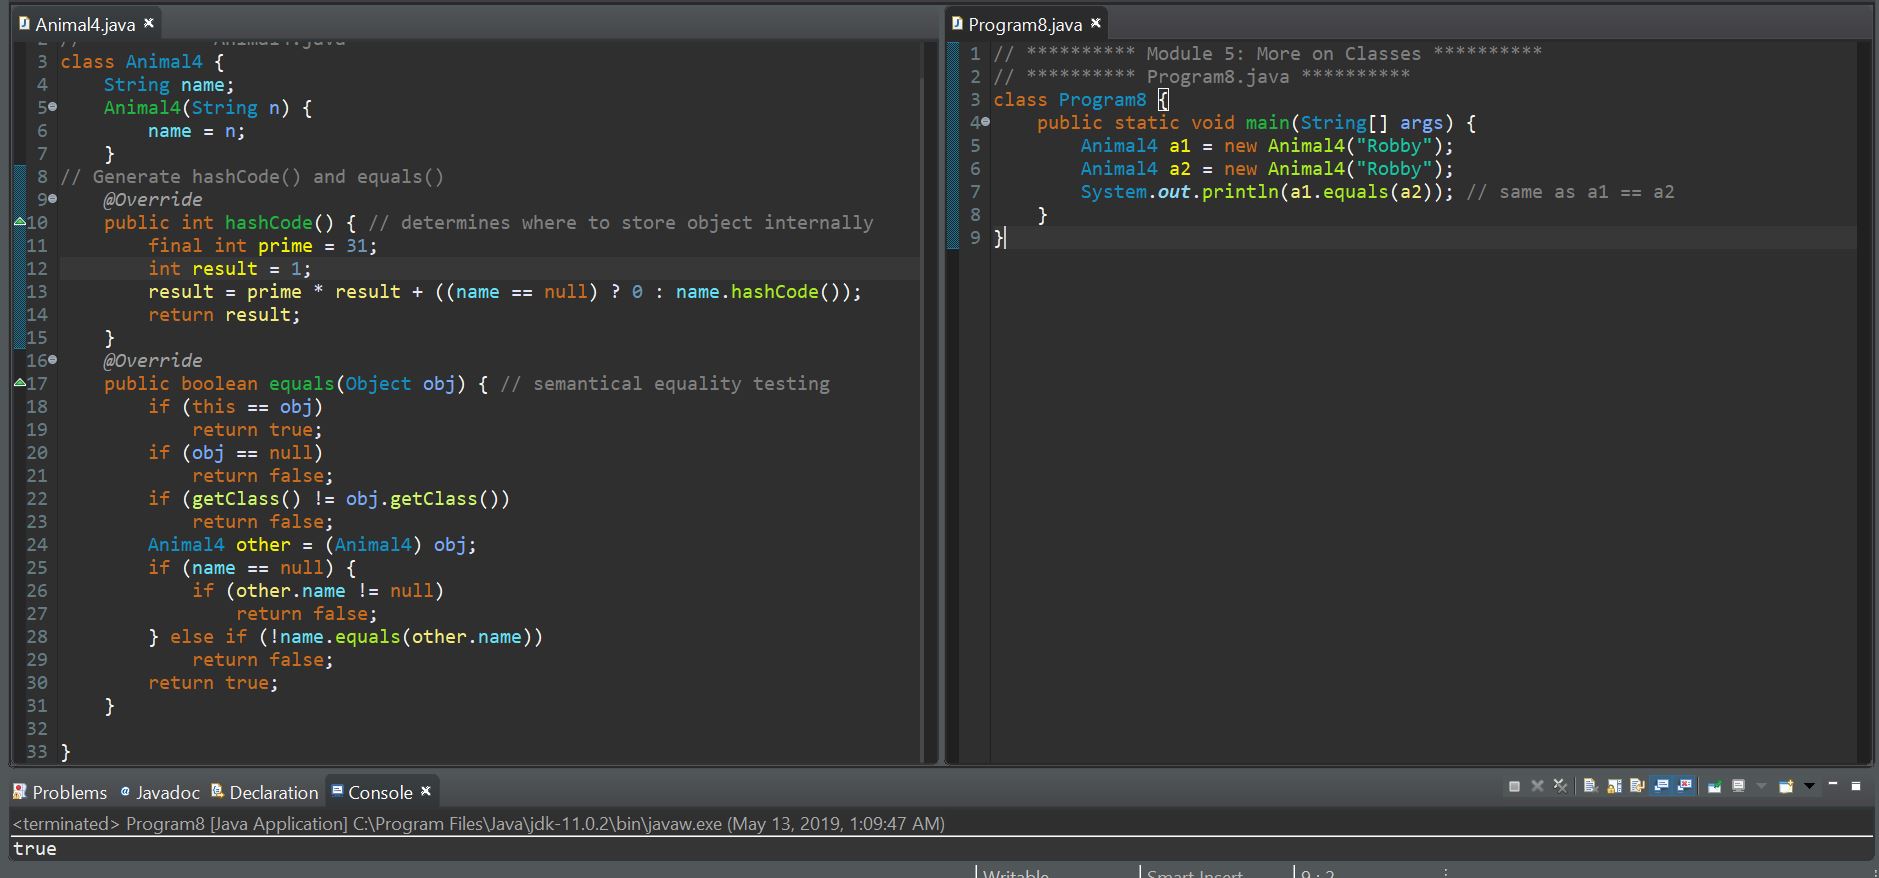 Animal4.java
2 // Animal4.java
3 class Animal4 {
4 String name;
5 Animal4(String n) {
6 name = n;
7 }
8 // Generate hashCode() and equals()
9 @Override
10 public int hashCode() { // determines where to store object internally
11 final int prime = 31;
12 int result = 1;
13 result = prime * result + ((name == null) ? 0 : name.hashCode());
14 return result;
15 }
16 @Override
17 public boolean equals(Object obj) { // semantical equality testing
18 if (this == obj)
19 return true;
20 if (obj == null)
21 return false;
22 if (getClass() != obj.getClass())
23 return false;
24 Animal4 other = (Animal4) obj;
25 if (name == null) {
26 if (other.name != null)
27 return false;
28 } else if (!name.equals(other.name))
29 return false;
30 return true;
31 }
32
33 }
Program8.java
1 // ********** Module 5: More on Classes **********
2 // ********** Program8.java **********
3 class Program8 {
4 public static void main(String[] args) {
5 Animal4 a1 = new Animal4("Robby");
6 Animal4 a2 = new Animal4("Robby");
7 System.out.println(a1.equals(a2)); // same as a1 == a2
8 }
9 }
Problems Javadoc Declaration Console
<terminated> Program8 [Java Application] C:\Program Files\Java\jdk-11.0.2\bin\javaw.exe (May 13, 2019, 1:09:47 AM)
true
Writable Smart Insert 9 : 2